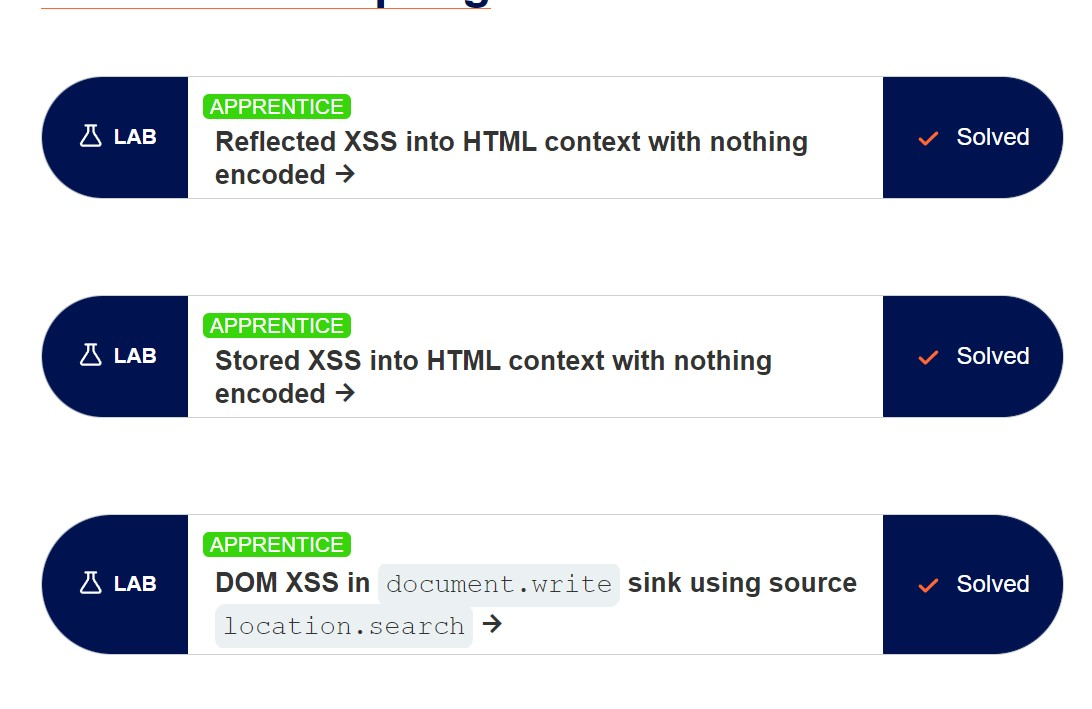 LAB
APPRENTICE
Reflected XSS into HTML context with nothing
encoded →
Solved
LAB
APPRENTICE
Stored XSS into HTML context with nothing
encoded →
Solved
LAB
APPRENTICE
DOM XSS in document.write sink using source
location.search →
Solved